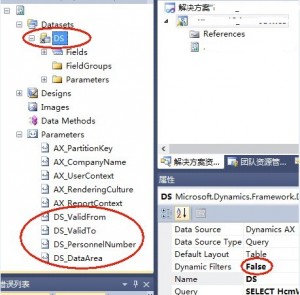 Datasets
DS
Fields
FieldGroups
Parameters
Designs
Images
Data Methods
Parameters
AX_PartitionKey
AX_CompanyName
AX_UserContext
AX_RenderingCulture
AX_ReportContext
DS_ValidFrom
DS_ValidTo
DS_PersonnelNumber
DS_DataArea
错误列表
解决方案
References
解决方案资...
团队资源管...
属性
DS Microsoft.Dynamics.Framework.D
Data Source Dynamics AX
Data Source Type Query
Default Layout Table
Dynamic Filters False
Name DS
Query SELECT HcmW